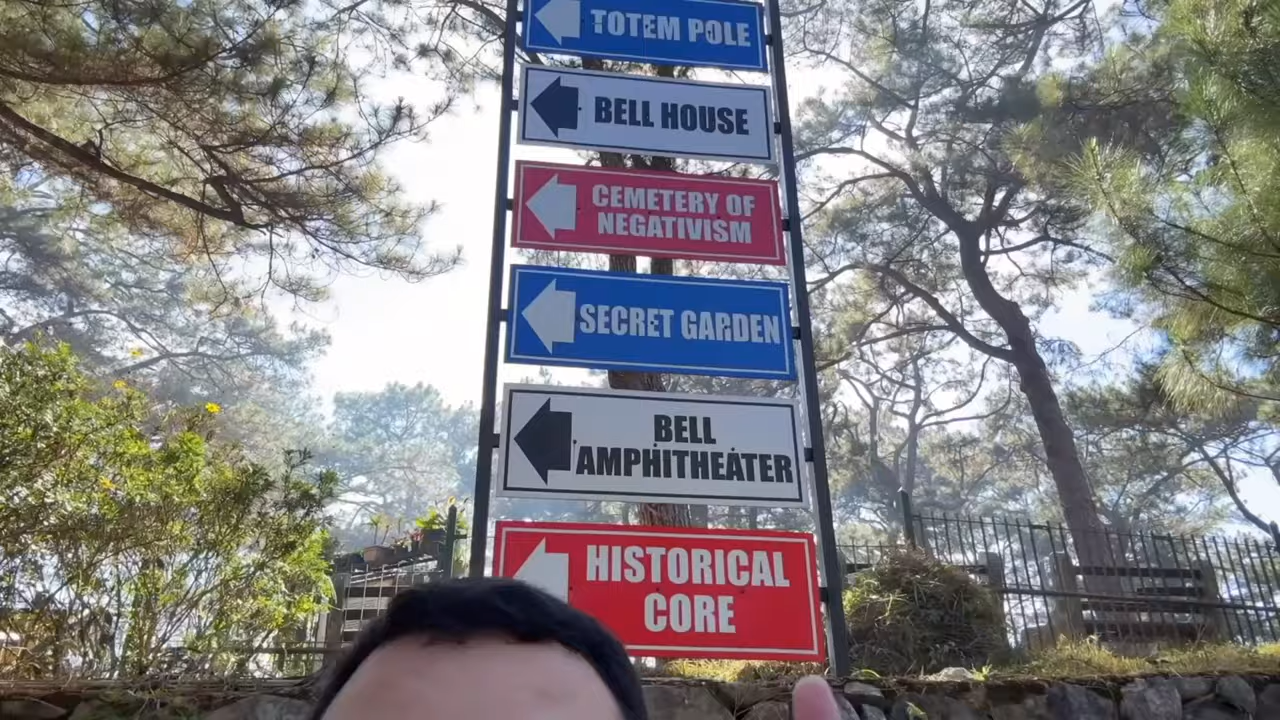 TOTEM POLE
BELL HOUSE
CEMETERY OF
NEGATIVISM
SECRET GARDEN
BELL
AMPHITHEATER
HISTORICAL
CORE